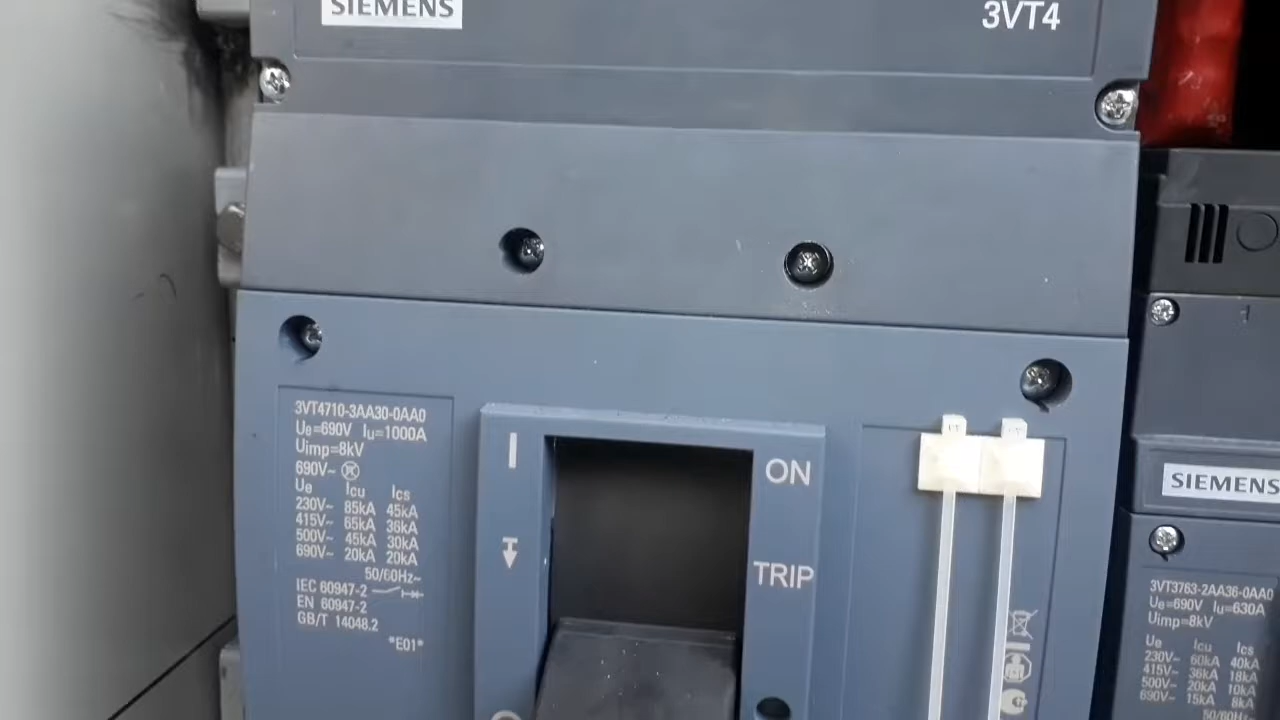 SIEMENS
3VT4
3VT4710-3AA30-0AA0
Ue=690V Iu=1000A
Uimp=8kV
690V~
Ue Icu Ics
230V~ 85kA 45kA
415V~ 65kA 36kA
500V~ 45kA 30kA
690V~ 20kA 20kA
50/60Hz~
IEC 60947-2
EN 60947-2
GB/T 14048.2
*E01*
I
ON
TRIP
SIEMENS
3VT3763-2AA36-0AA0
Ue=690V Iu=630A
Uimp=8kV
Ue Icu Ics
230V~ 60kA 40kA
415V~ 36kA 18kA
500V~ 20kA 10kA
690V~ 15kA 8kA
50/60Hz